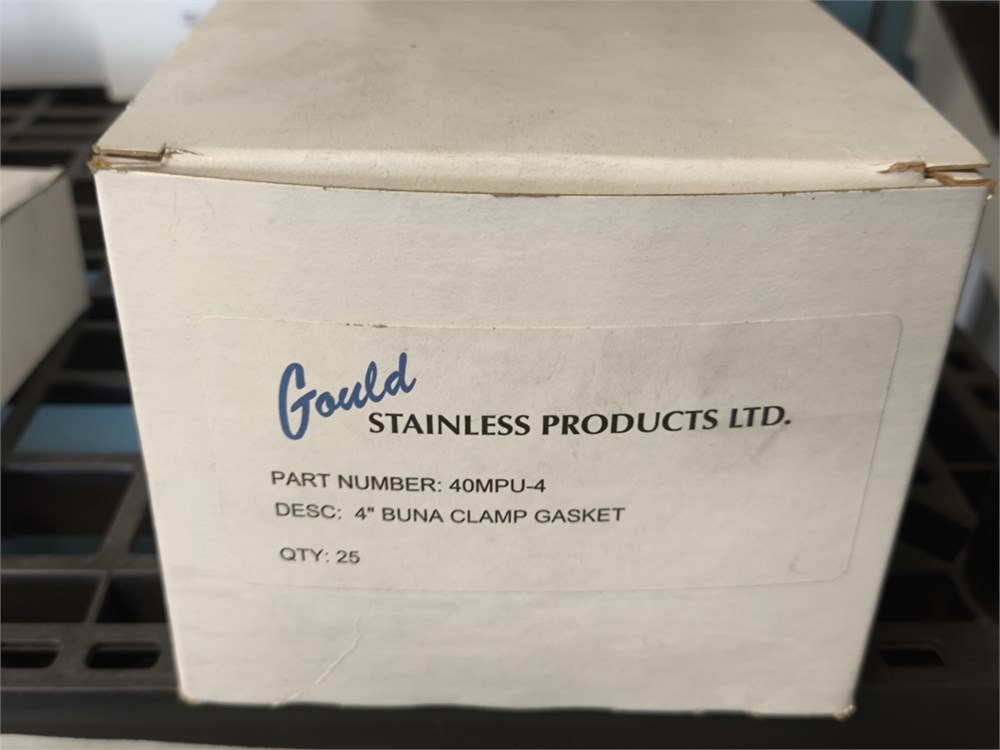 Gould
STAINLESS PRODUCTS LTD.
PART NUMBER: 40MPU-4
DESC: 4" BUNA CLAMP GASKET
QTY: 25